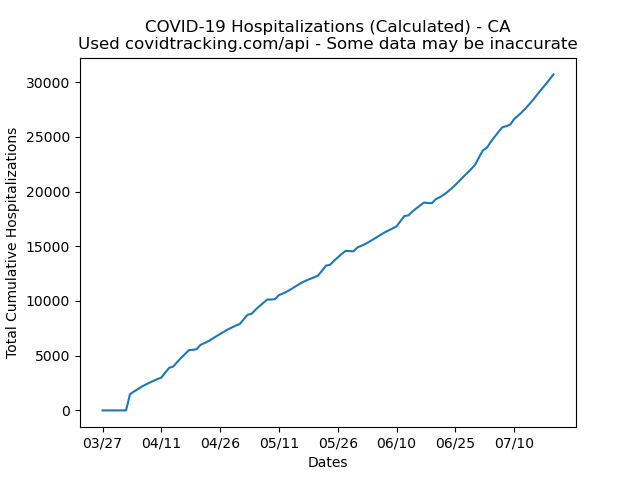 COVID-19 Hospitalizations (Calculated) - CA
Used covidtracking.com/api - Some data may be inaccurate
Total Cumulative Hospitalizations
30000
25000
20000
15000
10000
5000
0
03/27 04/11 04/26 05/11 05/26 06/10 06/25 07/10
Dates